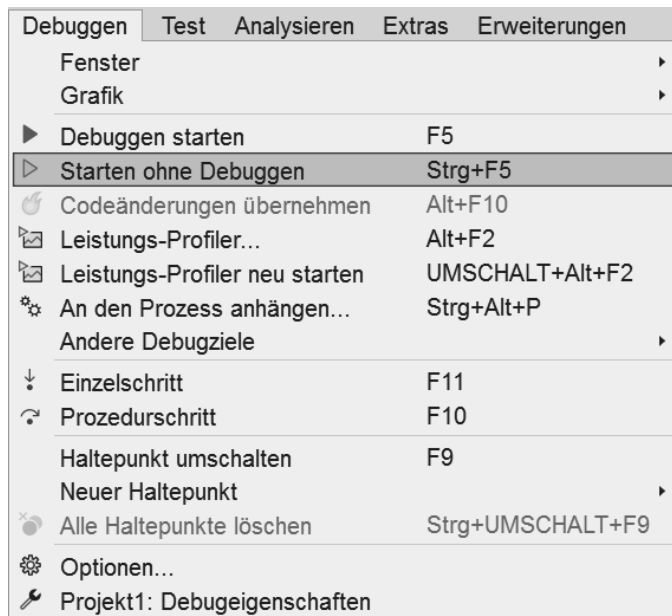 Debuggen Test Analysieren Extras Erweiterungen
Fenster
Grafik
Debuggen starten F5
Starten ohne Debuggen Strg+F5
Codeänderungen übernehmen Alt+F10
Leistungs-Profiler... Alt+F2
Leistungs-Profiler neu starten UMSCHALT+Alt+F2
An den Prozess anhängen... Strg+Alt+P
Andere Debugziele
Einzelschritt F11
Prozedurschritt F10
Haltepunkt umschalten F9
Neuer Haltepunkt
Alle Haltepunkte löschen Strg+UMSCHALT+F9
Optionen...
Projekt1: Debugeigenschaften